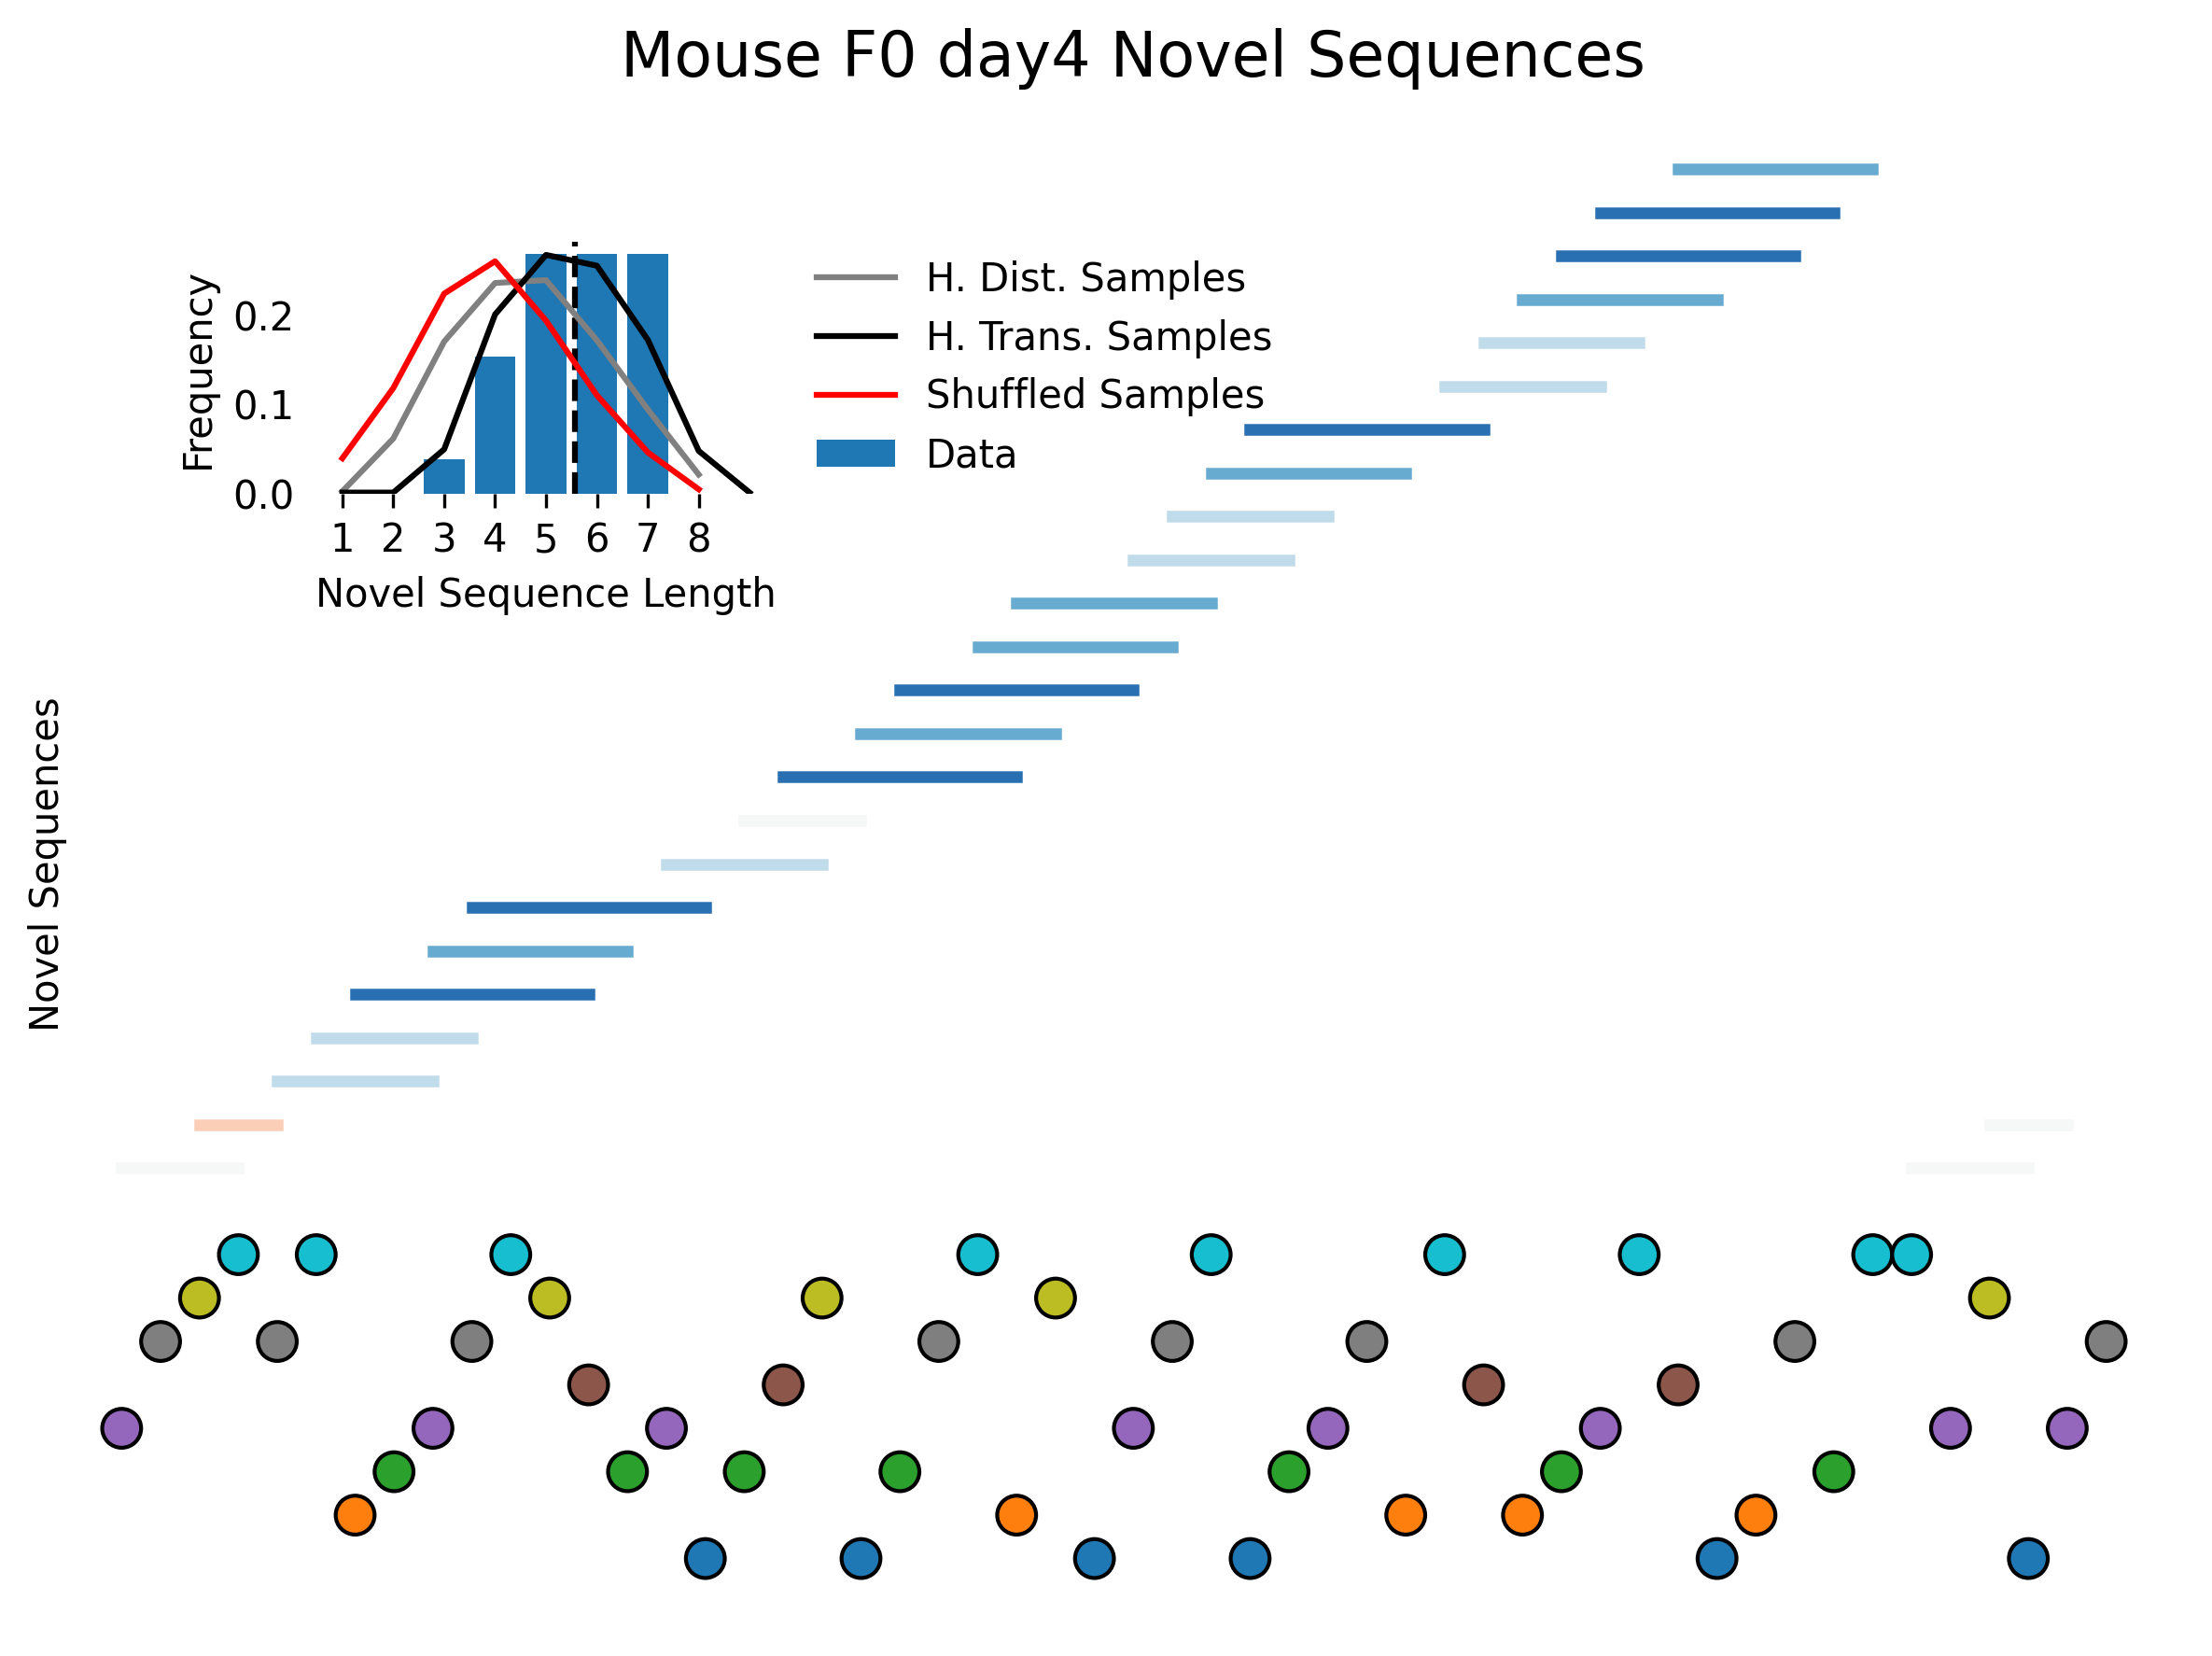 Mouse F0 day4 Novel Sequences
Frequency
0.2
0.1
0.0
1 2 3 4 5 6 7 8
Novel Sequence Length
H. Dist. Samples
H. Trans. Samples
Shuffled Samples
Data
Novel Sequences